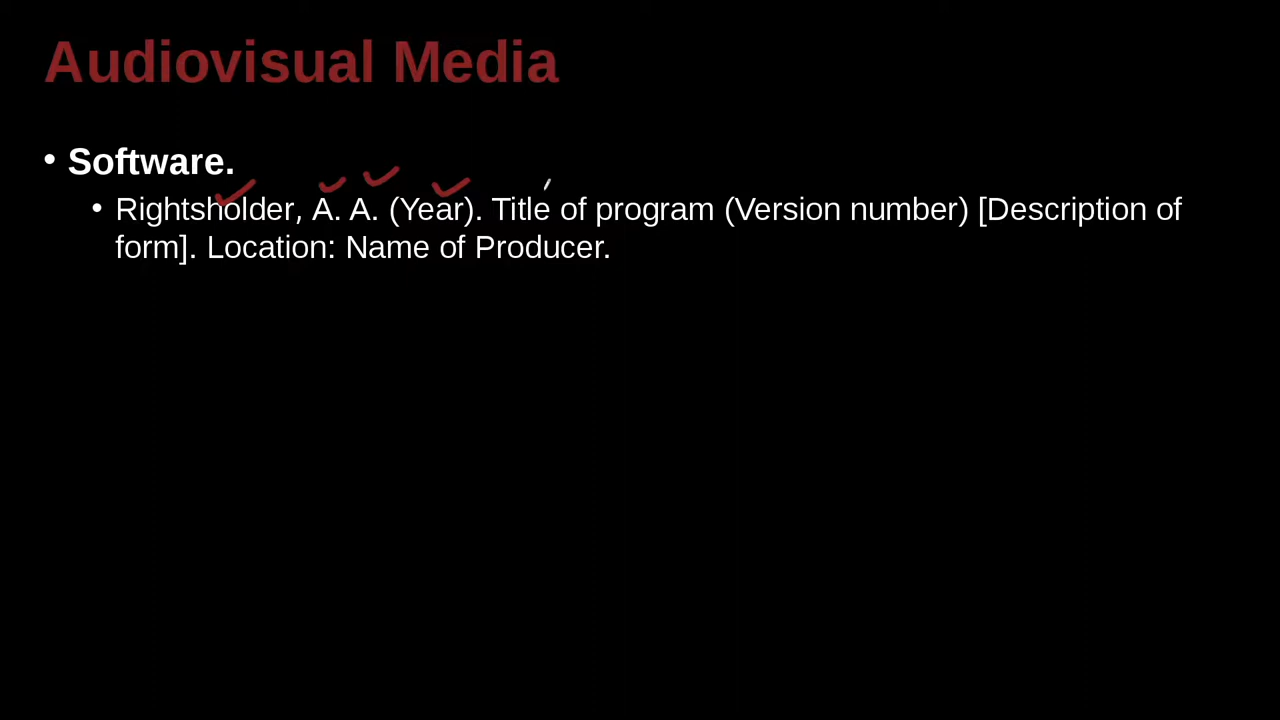 Audiovisual Media
• Software.
• Rightsholder, A. A. (Year). Title of program (Version number) [Description of
form]. Location: Name of Producer.